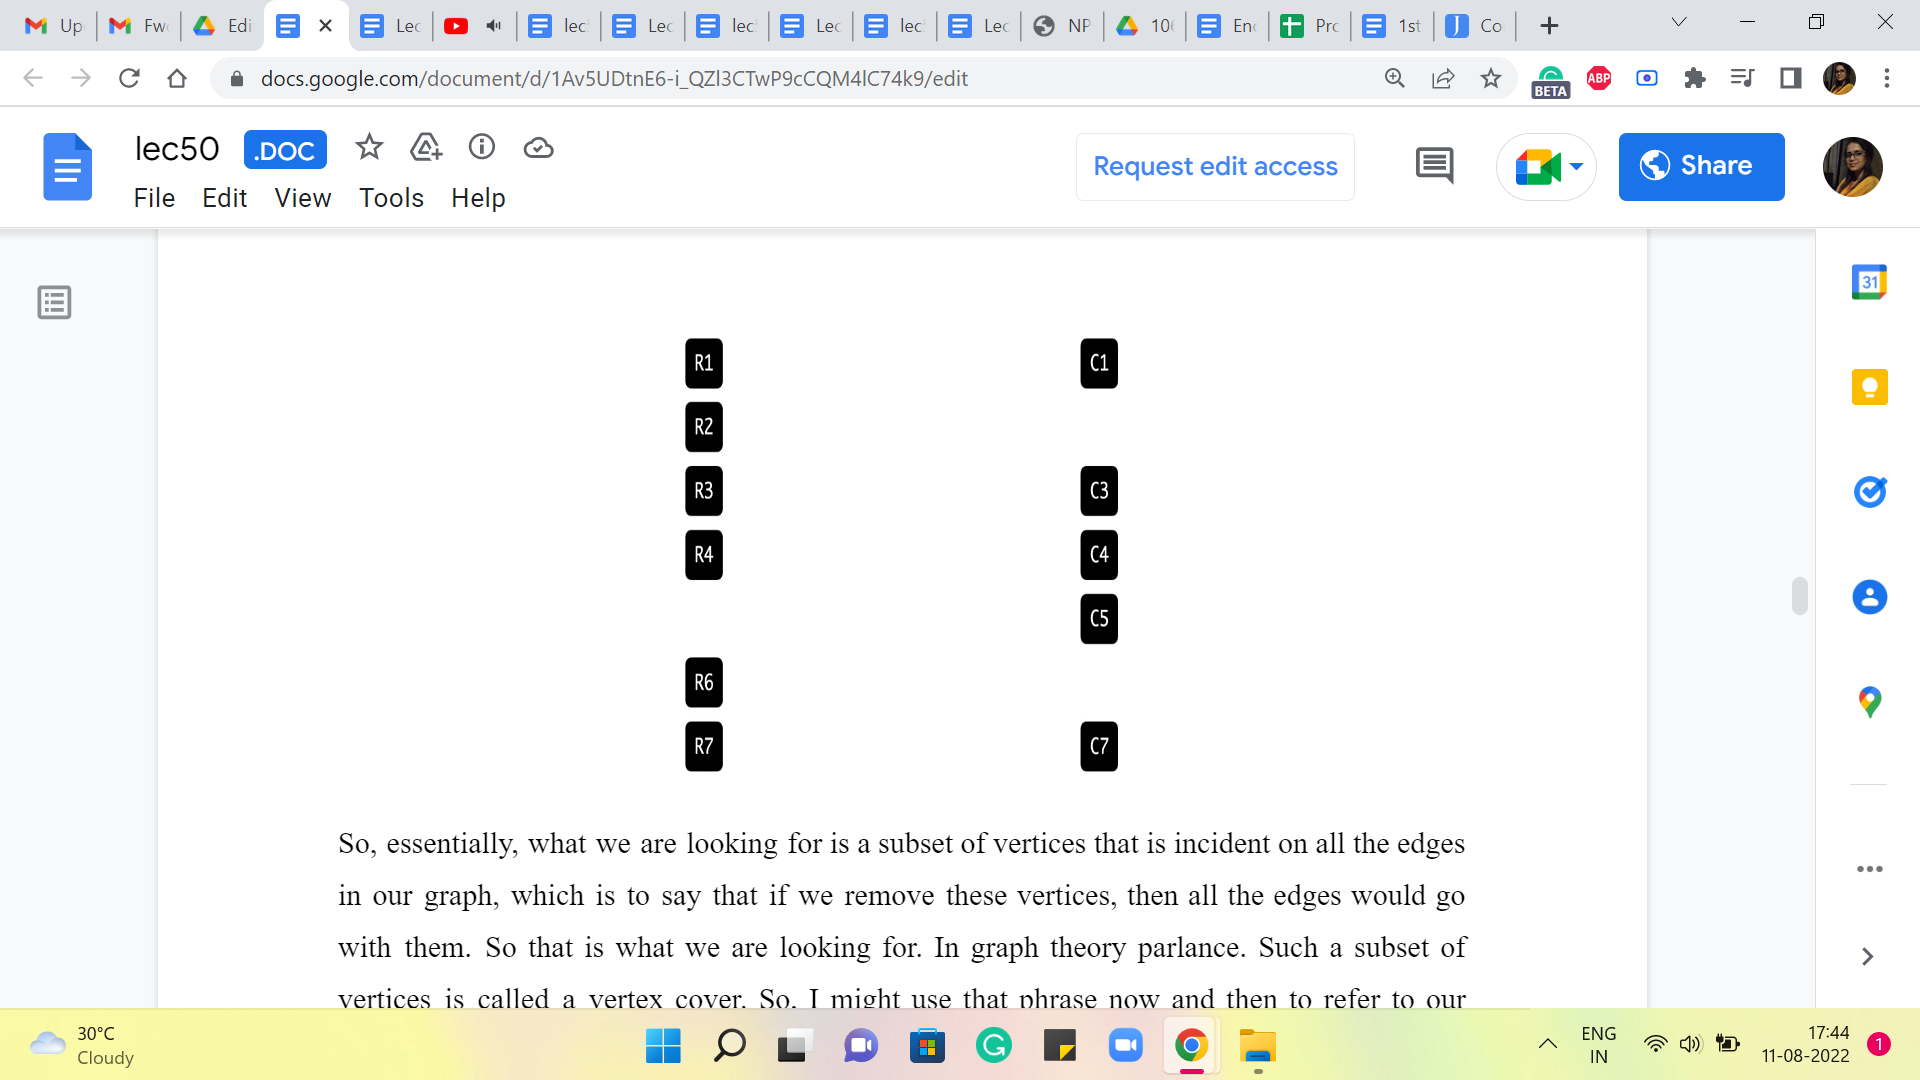 Up
Fw
Edi
Lec
lec
Lec
lec
Lec
lec
Lec
NP
10
Enc
Pro
1st
Co
docs.google.com/document/d/1Av5UDtnE6-i_QZl3CTwP9cCQM4lC74k9/edit
BETA
ABP
lec50 .DOC
File Edit View Tools Help
Request edit access
Share
31
R1 C1
R2
R3 C3
R4 C4
C5
R6
R7 C7
So, essentially, what we are looking for is a subset of vertices that is incident on all the edges
in our graph, which is to say that if we remove these vertices, then all the edges would go
with them. So that is what we are looking for. In graph theory parlance. Such a subset of
vertices is called a vertex cover. So, I might use that phrase now and then to refer to our
30°C
Cloudy
ENG
IN
17:44
11-08-2022
1